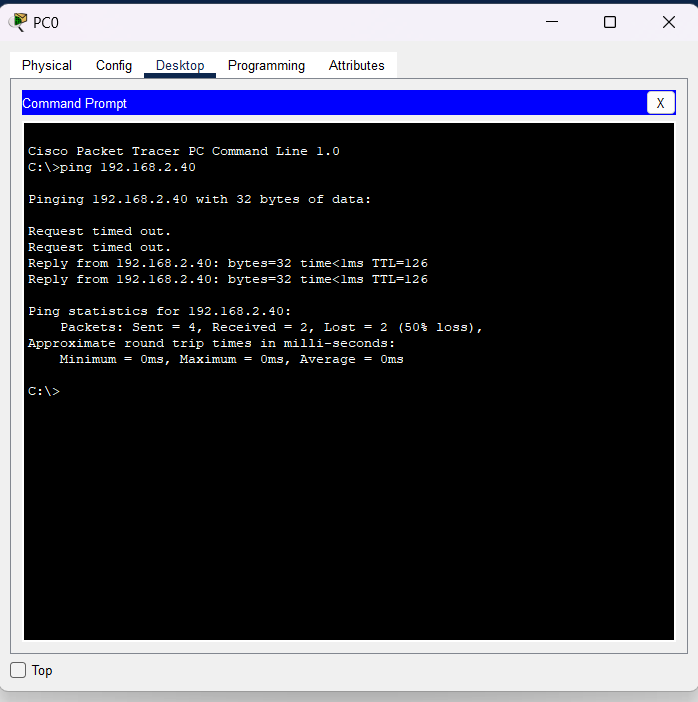 PC0
Physical Config Desktop Programming Attributes
Command Prompt X
Cisco Packet Tracer PC Command Line 1.0
C:\>ping 192.168.2.40
Pinging 192.168.2.40 with 32 bytes of data:
Request timed out.
Request timed out.
Reply from 192.168.2.40: bytes=32 time<1ms TTL=126
Reply from 192.168.2.40: bytes=32 time<1ms TTL=126
Ping statistics for 192.168.2.40:
    Packets: Sent = 4, Received = 2, Lost = 2 (50% loss),
Approximate round trip times in milli-seconds:
    Minimum = 0ms, Maximum = 0ms, Average = 0ms
C:\>
Top